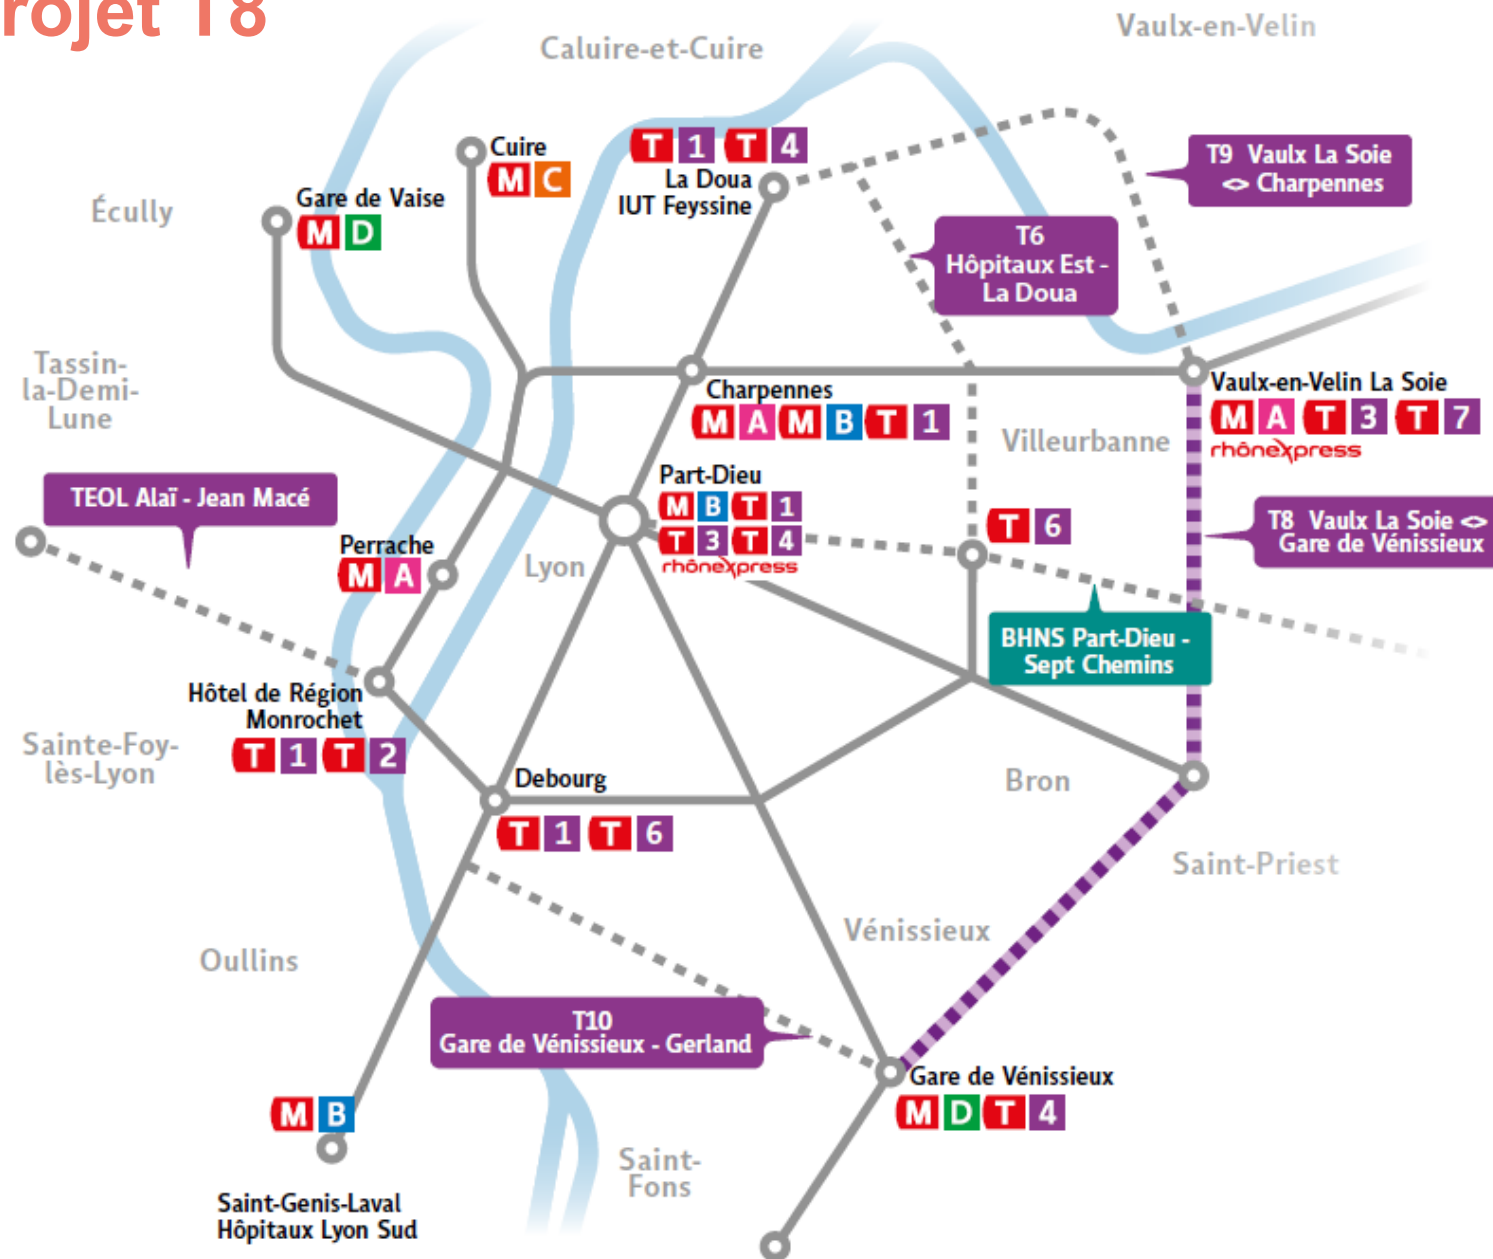 rojet T8
Vaulx-en-Velin
Caluire-et-Cuire
T 1 T 4
La Doua
IUT Feyssine
Cuire
M C
T9 Vaulx La Soie
<> Charpennes
Écully
Gare de Vaise
M D
T6
Hôpitaux Est -
La Doua
Tassin-
la-Demi-
Lune
Charpennes
M A M B T 1
Vaulx-en-Velin La Soie
M A T 3 T 7
rhônexpress
Villeurbanne
TEOL Alaï - Jean Macé
Part-Dieu
M B T 1
T 3 T 4
rhônexpress
T 6
T8 Vaulx La Soie <>
Gare de Vénissieux
Perrache
M A
Lyon
BHNS Part-Dieu -
Sept Chemins
Hôtel de Région
Monrochet
T 1 T 2
Sainte-Foy-
lès-Lyon
Debourg
T 1 T 6
Bron
Saint-Priest
Vénissieux
Oullins
T10
Gare de Vénissieux - Gerland
Gare de Vénissieux
M D T 4
M B
Saint-Genis-Laval
Hôpitaux Lyon Sud
Saint-
Fons